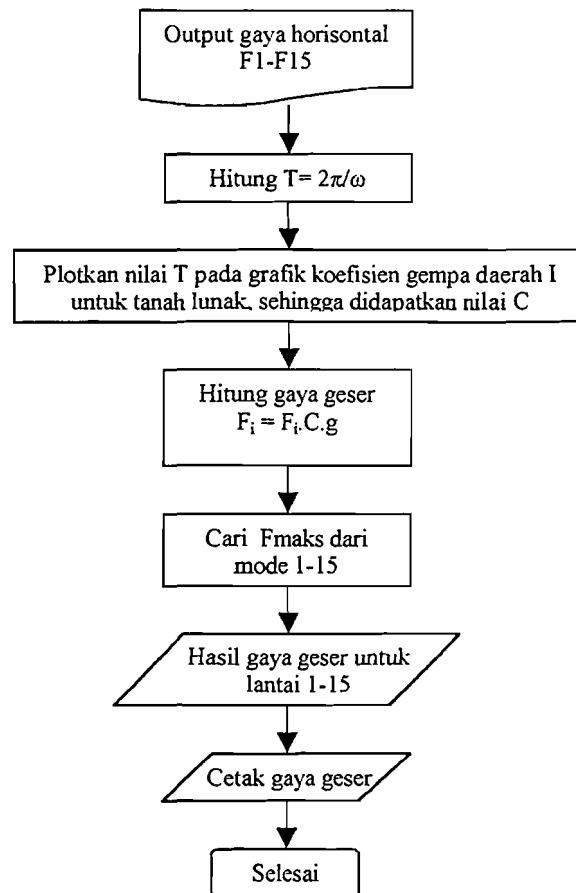 Output gaya horisontal
F1-F15
Hitung T= 2π/ω
Plotkan nilai T pada grafik koefisien gempa daerah I
untuk tanah lunak, sehingga didapatkan nilai C
Hitung gaya geser
Fi = Fi.C.g
Cari Fmaks dari
mode 1-15
Hasil gaya geser untuk
lantai 1-15
Cetak gaya geser
Selesai